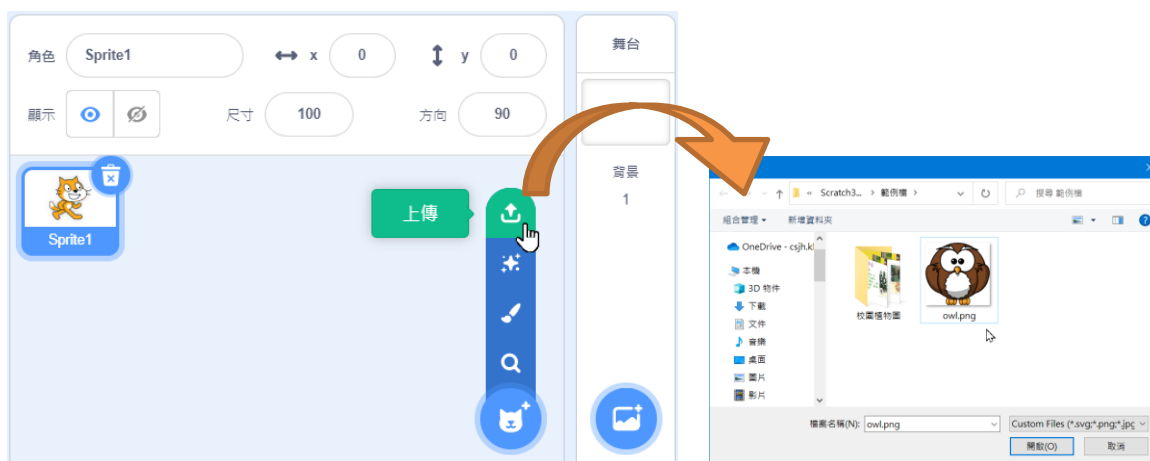 角色 Sprite1 x 0 y 0
顯示 尺寸 100 方向 90
Sprite1
上傳
舞台
背景
1
« Scratch3... › 範例檔 ›
搜尋 範例檔
組合管理 新增資料夾
OneDrive - csjh.kl
本機
3D 物件
下載
文件
音樂
桌面
圖片
影片
校園植物圖
owl.png
檔案名稱(N): owl.png
Custom Files (*.svg;*.png;*.jpg
開啟(O) 取消